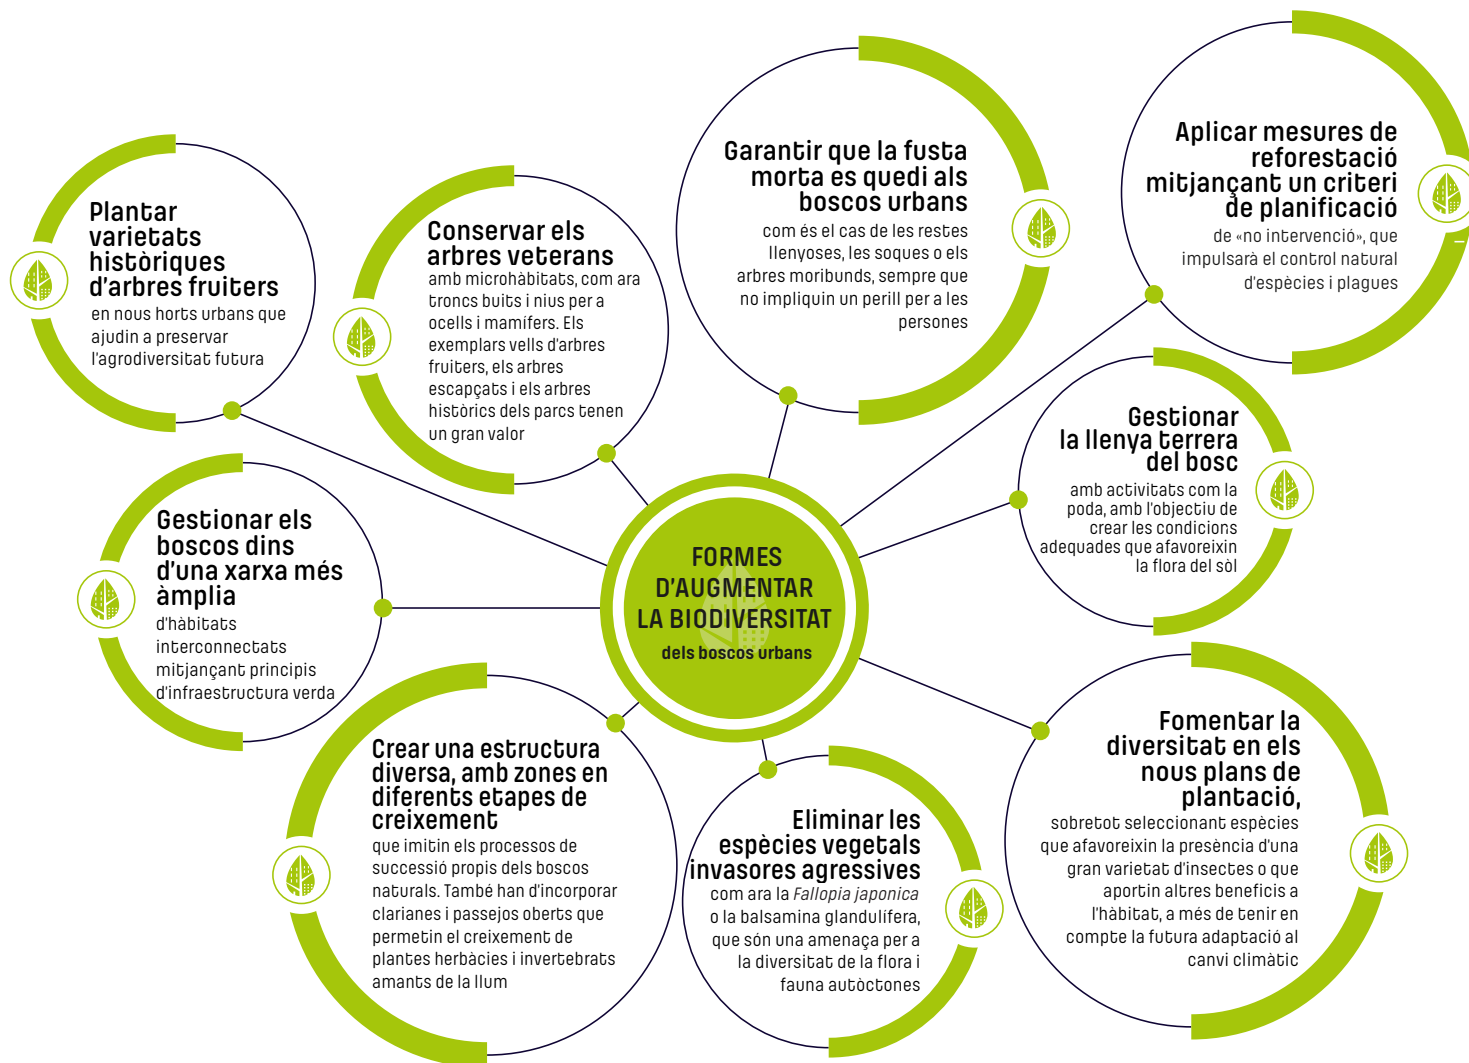 Plantar
varietats
històriques
d'arbres fruiters
en nous horts urbans que
ajudin a preservar
l'agrodiversitat futura
Conservar els
arbres veterans
amb microhàbitats, com ara
troncs buits i nius per a
ocells i mamífers. Els
exemplars vells d'arbres
fruiters, els arbres
escapçats i els arbres
històrics dels parcs tenen
un gran valor
Garantir que la fusta
morta es quedi als
boscos urbans
com és el cas de les restes
llenyoses, les soques o els
arbres moribunds, sempre que
no impliquin un perill per a les
persones
Aplicar mesures de
reforestació
mitjançant un criteri
de planificació
de «no intervenció», que
impulsarà el control natural
d'espècies i plagues
Gestionar
la llenya terrera
del bosc
amb activitats com la
poda, amb l'objectiu de
crear les condicions
adequades que afavoreixin
la flora del sòl
Gestionar els
boscos dins
d'una xarxa més
àmplia
d'hàbitats
interconnectats
mitjançant principis
d'infraestructura verda
FORMES
D'AUGMENTAR
LA BIODIVERSITAT
dels boscos urbans
Crear una estructura
diversa, amb zones en
diferents etapes de
creixement
que imitin els processos de
successió propis dels boscos
naturals. També han d'incorporar
clarianes i passejos oberts que
permetin el creixement de
plantes herbàcies i invertebrats
amants de la llum
Eliminar les
espècies vegetals
invasores agressives
com ara la Fallopia japonica
o la balsamina glandulífera,
que són una amenaça per a
la diversitat de la flora i
fauna autòctones
Fomentar la
diversitat en els
nous plans de
plantació,
sobretot seleccionant espècies
que afavoreixin la presència d'una
gran varietat d'insectes o que
aportin altres beneficis a
l'hàbitat, a més de tenir en
compte la futura adaptació al
canvi climàtic